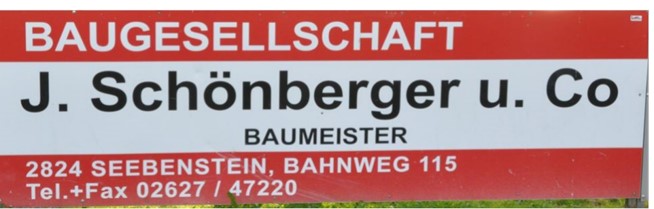 BAUGESELLSCHAFT
J. Schönberger u. Co
BAUMEISTER
2824 SEEBENSTEIN, BAHNWEG 115
Tel.+Fax 02627 / 47220